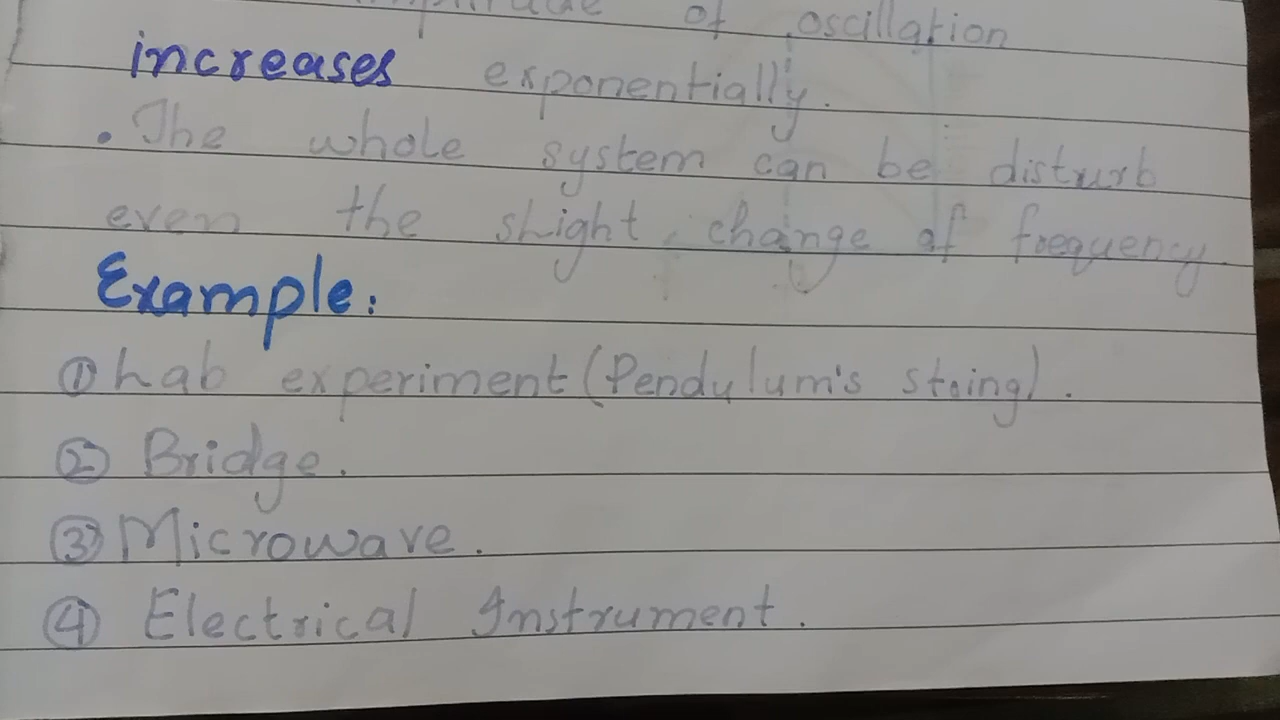 of oscillation
increases exponentially.
• The whole system can be disturb
even the slight change of frequency.
Example:
① Lab experiment (Pendulum's string).
② Bridge.
③ Microwave.
④ Electrical Instrument.